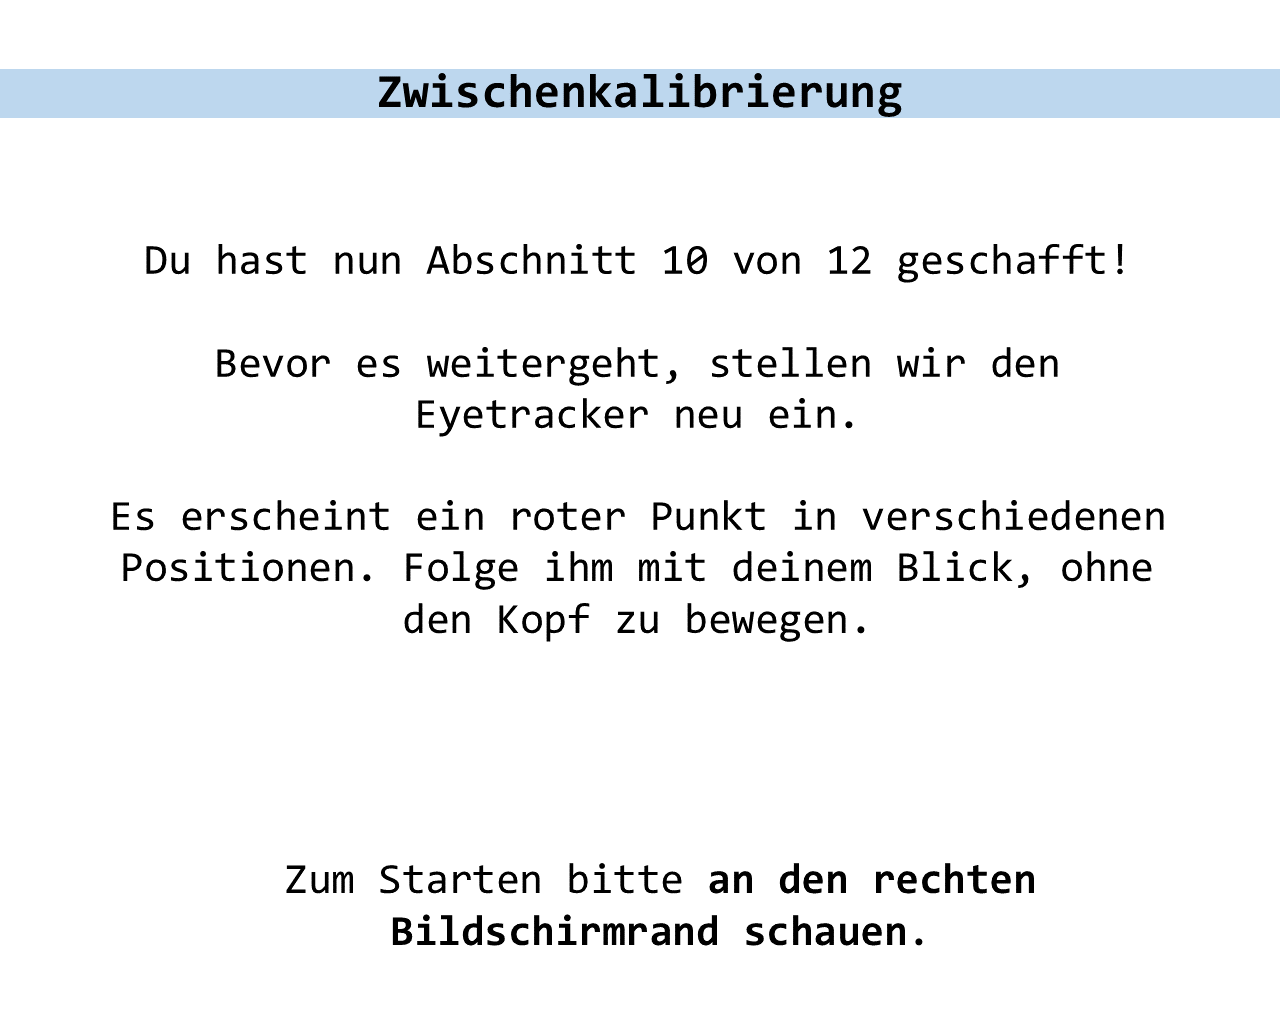 Zwischenkalibrierung
Du hast nun Abschnitt 10 von 12 geschafft!
Bevor es weitergeht, stellen wir den
Eyetracker neu ein.
Es erscheint ein roter Punkt in verschiedenen
Positionen. Folge ihm mit deinem Blick, ohne
den Kopf zu bewegen.
Zum Starten bitte an den rechten
Bildschirmrand schauen.